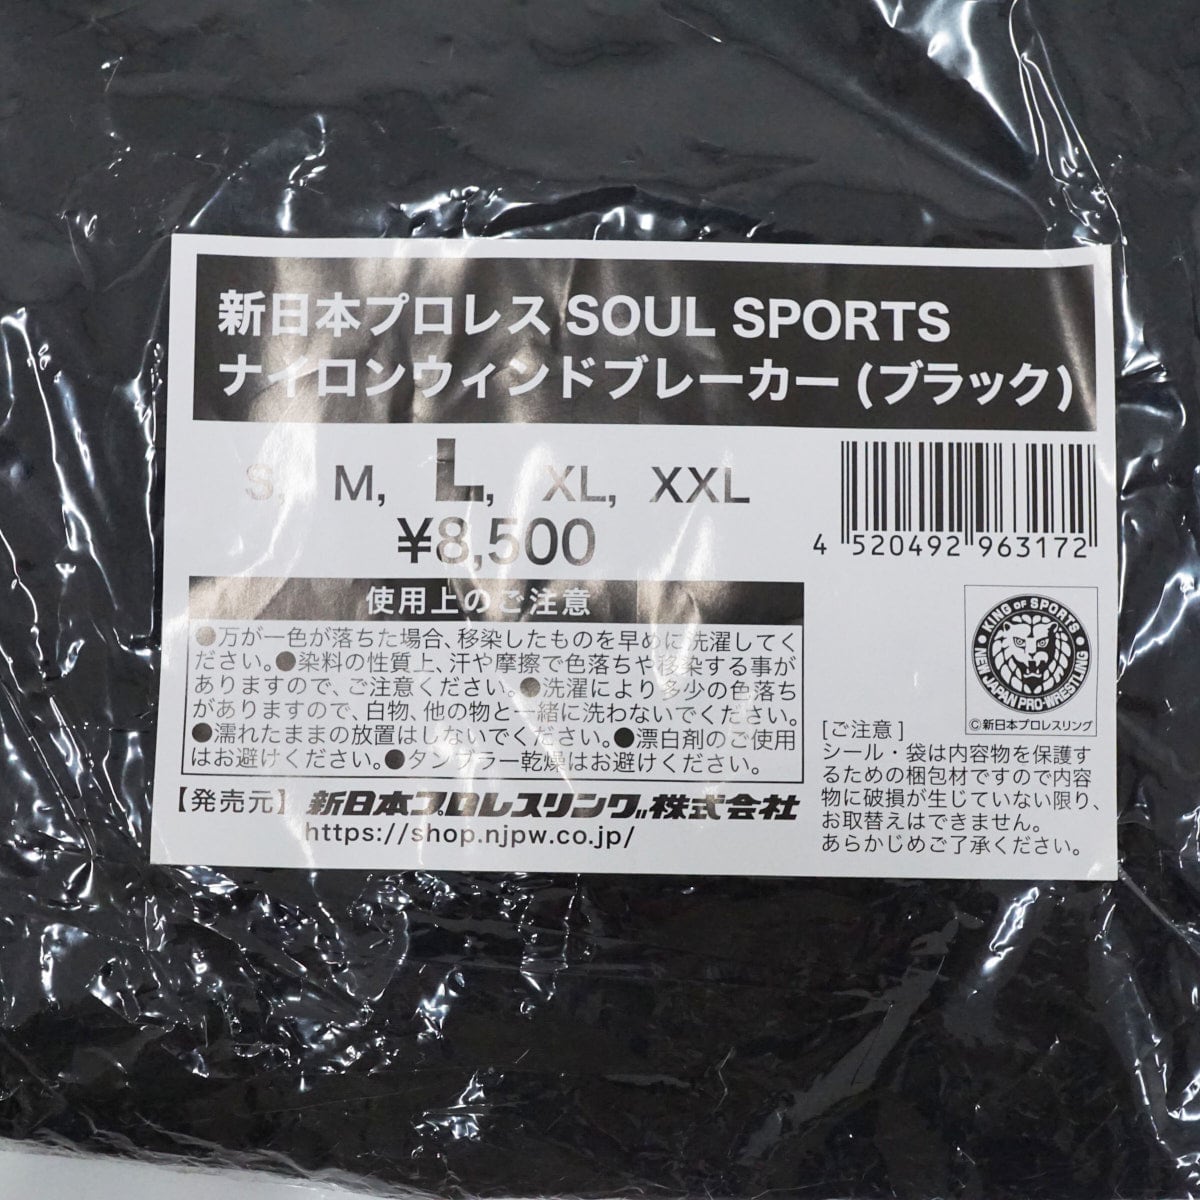 新日本プロレス SOUL SPORTS
ナイロンウィンドブレーカー (ブラック)
S, M, L, XL, XXL
¥8,500
4 520492 963172
使用上のご注意
●万が一色が落ちた場合、移染したものを早めに洗濯してく
ださい。●染料の性質上、汗や摩擦で色落ちや移染する事が
ありますので、ご注意ください。●洗濯により多少の色落ち
がありますので、白物、他の物と一緒に洗わないでください。
●濡れたままの放置はしないでください。●漂白剤のご使用
はお避けください。●タンブラー乾燥はお避けください。
【発売元】新日本プロレスリング株式会社
https://shop.njpw.co.jp/
KING OF SPORTS
NEW JAPAN PRO-WRESTLING
©新日本プロレスリング
[ご注意]
シール・袋は内容物を保護す
るための梱包材ですので内容
物に破損が生じていない限り、
お取替えはできません。
あらかじめご了承ください。